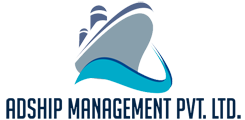 ADSHIP MANAGEMENT PVT. LTD.